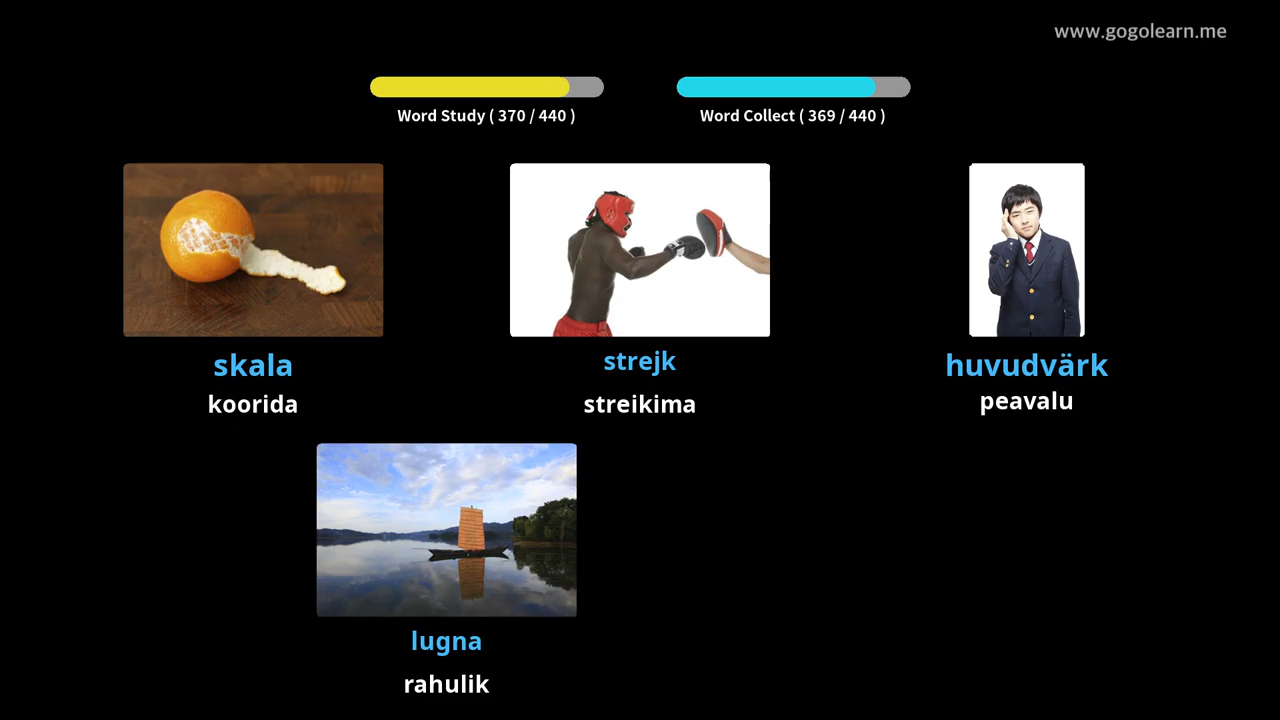 www.gogolearn.me
Word Study ( 370 / 440 )
Word Collect ( 369 / 440 )
skala
koorida
strejk
streikima
huvudvärk
peavalu
lugna
rahulik